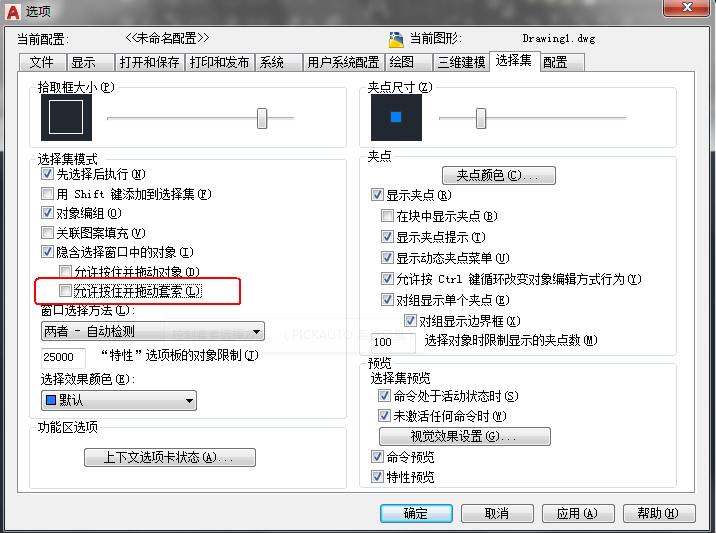 选项
当前配置: <<未命名配置>> 当前图形: Drawing1.dwg
文件 显示 打开和保存 打印和发布 系统 用户系统配置 绘图 三维建模 选择集 配置
拾取框大小(P)
选择集模式
先选择后执行(N)
用 Shift 键添加到选择集(F)
对象编组(O)
关联图案填充(V)
隐含选择窗口中的对象(I)
允许按住并拖动对象(D)
允许按住并拖动套索(L)
窗口选择方法(L):
两者 - 自动检测
25000 “特性”选项板的对象限制(J)
选择效果颜色(E):
默认
功能区选项
上下文选项卡状态(A)...
夹点尺寸(Z)
夹点
夹点颜色(C)...
显示夹点(R)
在块中显示夹点(B)
显示夹点提示(T)
显示动态夹点菜单(U)
允许按 Ctrl 键循环改变对象编辑方式行为(Y)
对组显示单个夹点(E)
对组显示边界框(X)
100 选择对象时限制显示的夹点数(M)
预览
选择集预览
命令处于活动状态时(S)
未激活任何命令时(W)
视觉效果设置(G)...
命令预览
特性预览
确定 取消 应用(A) 帮助(H)